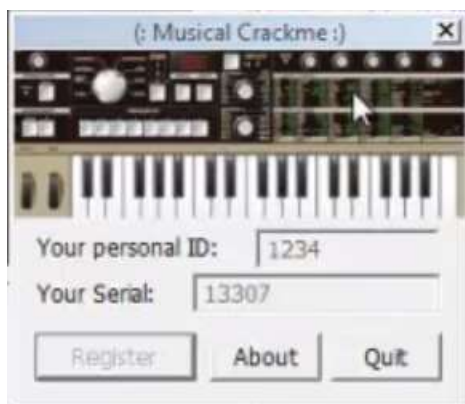 (: Musical Crackme :)
Your personal ID: 1234
Your Serial: 13307
Register About Quit